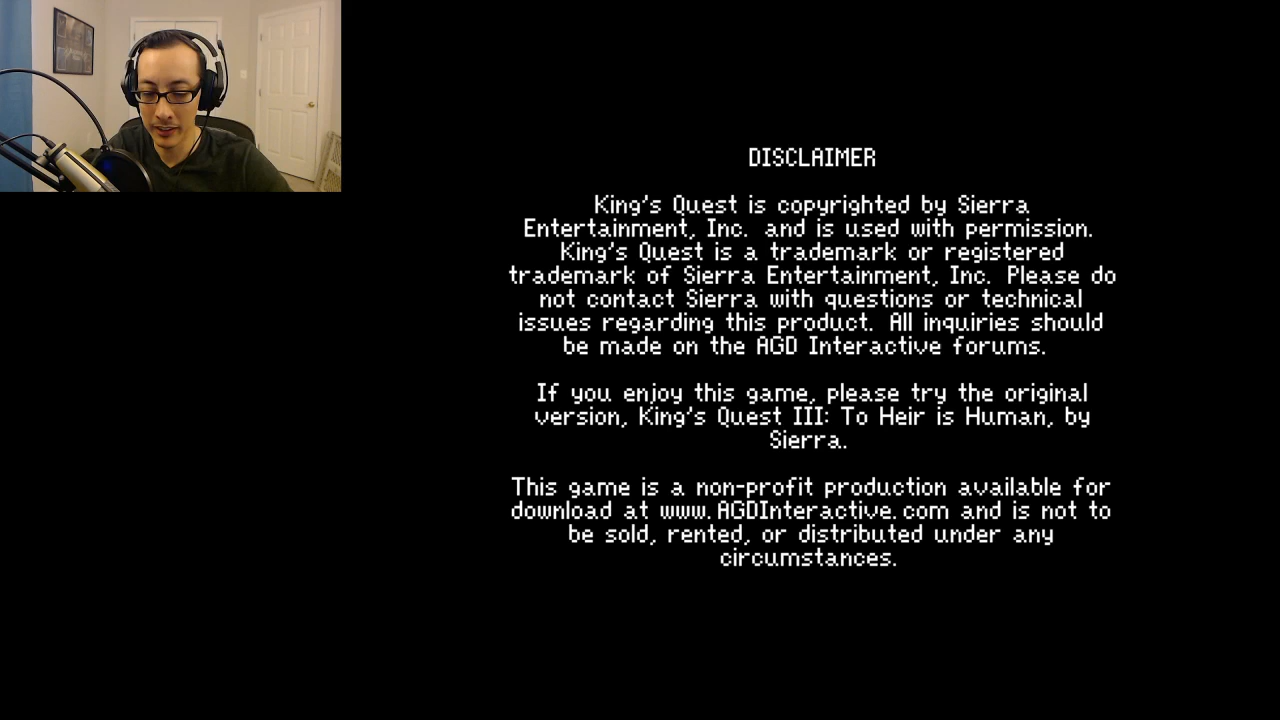 DISCLAIMER
King's Quest is copyrighted by Sierra
Entertainment, Inc. and is used with permission.
King's Quest is a trademark or registered
trademark of Sierra Entertainment, Inc. Please do
not contact Sierra with questions or technical
issues regarding this product. All inquiries should
be made on the AGD Interactive forums.
If you enjoy this game, please try the original
version, King's Quest III: To Heir is Human, by
Sierra.
This game is a non-profit production available for
download at www.AGDInteractive.com and is not to
be sold, rented, or distributed under any
circumstances.